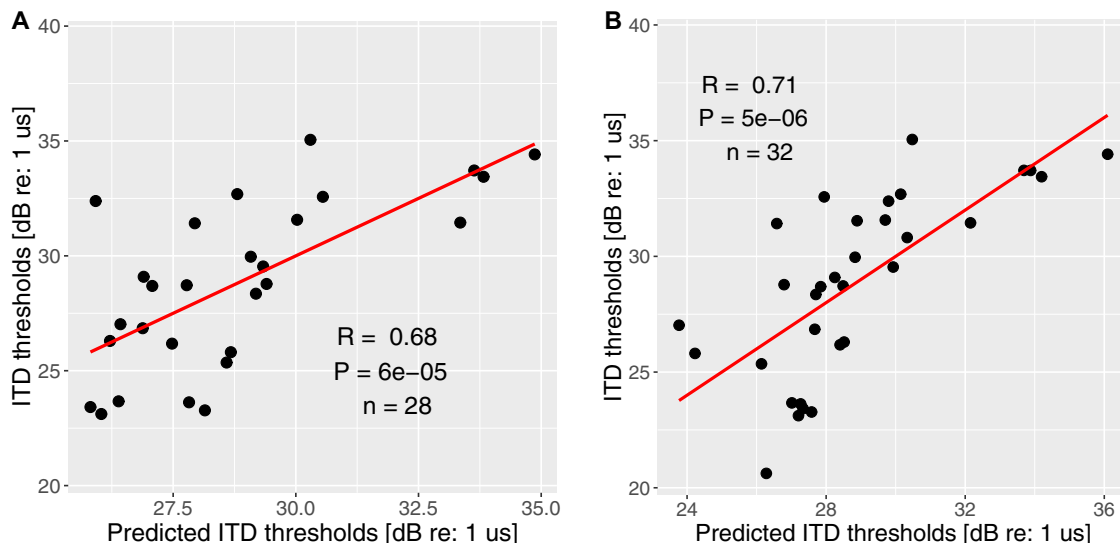 A
ITD thresholds [dB re: 1 us]
40
35
30
25
20
R = 0.68
P = 6e−05
n = 28
27.5 30.0 32.5 35.0
Predicted ITD thresholds [dB re: 1 us]
B
ITD thresholds [dB re: 1 us]
40
35
30
25
20
R = 0.71
P = 5e−06
n = 32
24 28 32 36
Predicted ITD thresholds [dB re: 1 us]